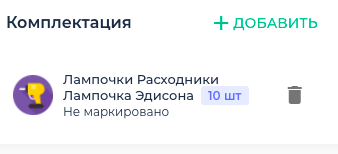 Комплектация + ДОБАВИТЬ
Лампочки Расходники
Лампочка Эдисона 10 шт
Не маркировано